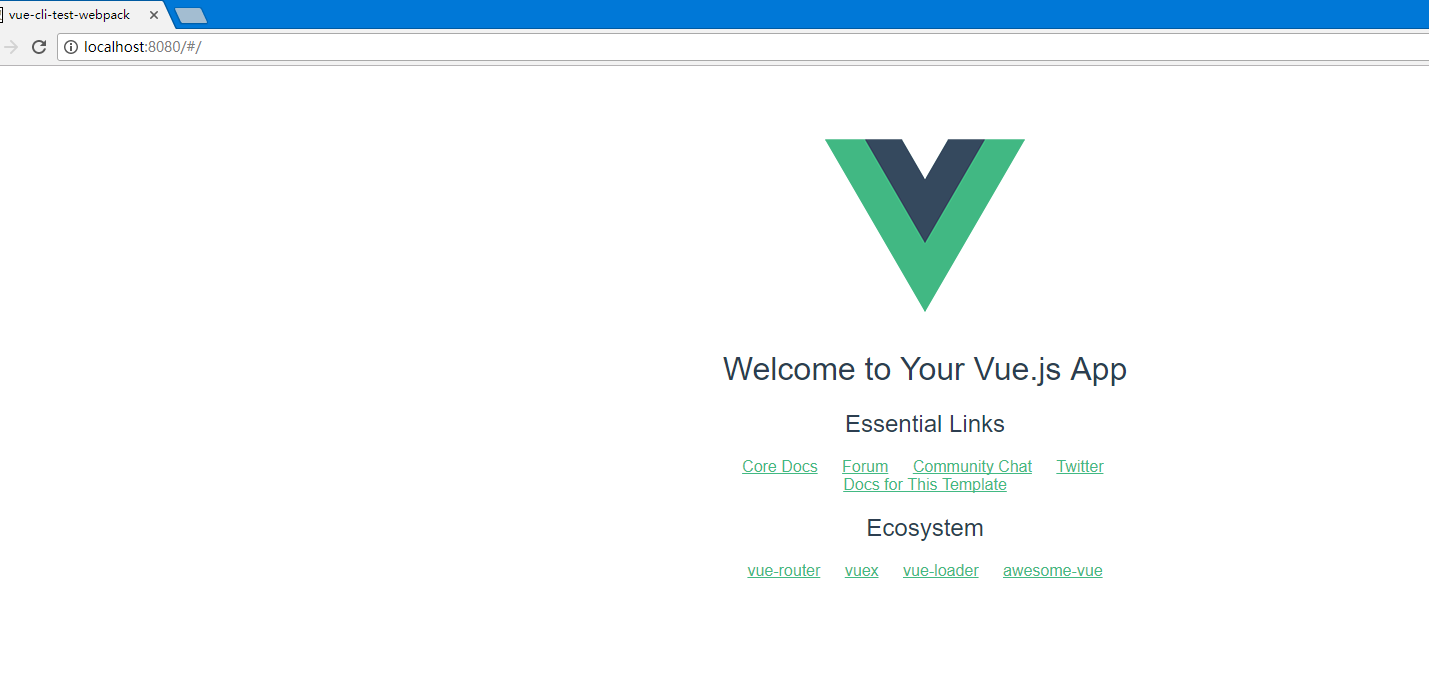 vue-cli-test-webpack
localhost:8080/#/
Welcome to Your Vue.js App
Essential Links
Core Docs Forum Community Chat Twitter
Docs for This Template
Ecosystem
vue-router vuex vue-loader awesome-vue